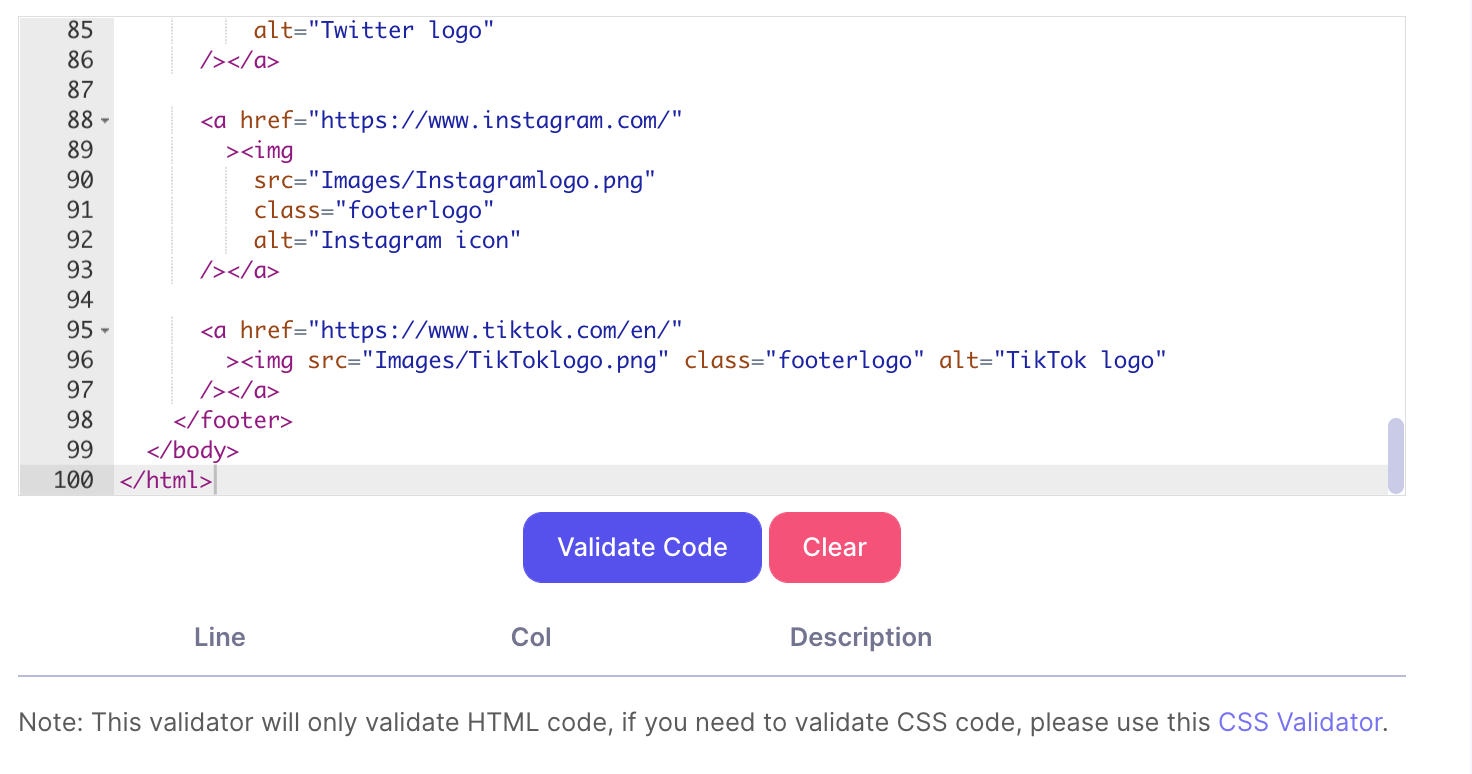 85 alt="Twitter logo"
86 /></a>
87
88 <a href="https://www.instagram.com/"
89 ><img
90 src="Images/Instagramlogo.png"
91 class="footerlogo"
92 alt="Instagram icon"
93 /></a>
94
95 <a href="https://www.tiktok.com/en/"
96 ><img src="Images/TikToklogo.png" class="footerlogo" alt="TikTok logo"
97 /></a>
98 </footer>
99 </body>
100 </html>
Validate Code Clear
Line Col Description
Note: This validator will only validate HTML code, if you need to validate CSS code, please use this CSS Validator.